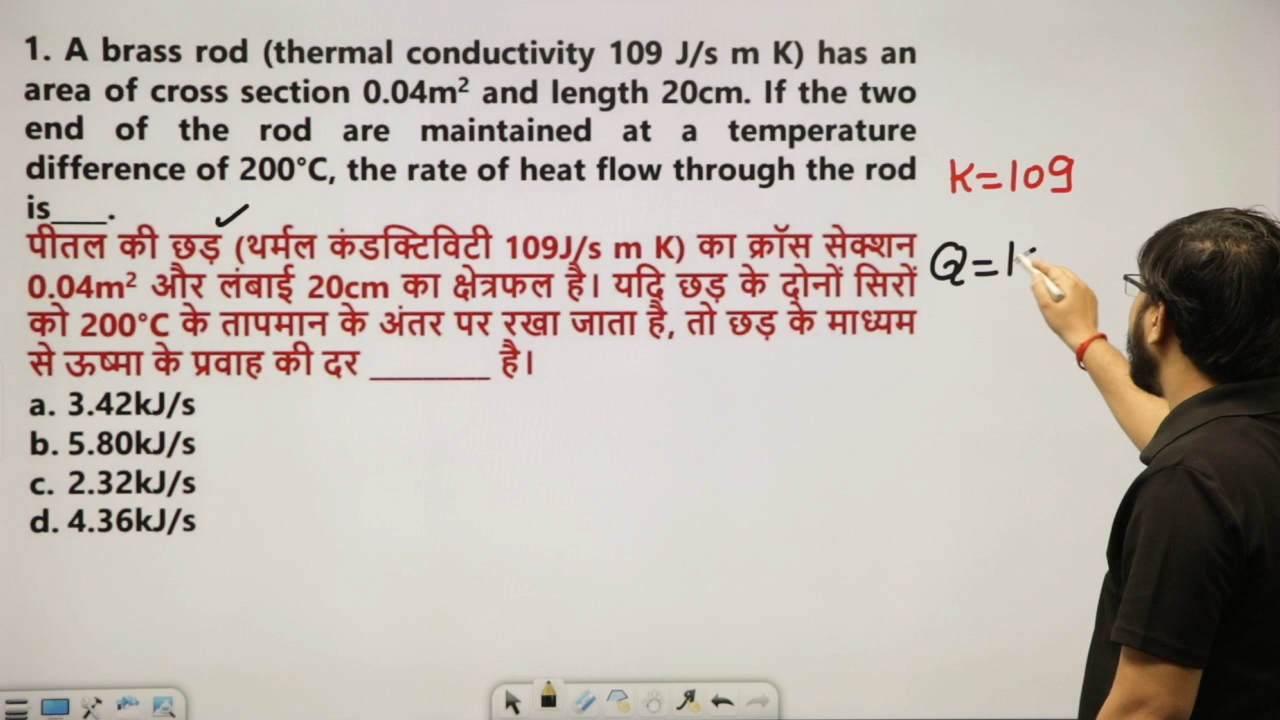 1. A brass rod (thermal conductivity 109 J/s m K) has an
area of cross section 0.04m² and length 20cm. If the two
end of the rod are maintained at a temperature
difference of 200°C, the rate of heat flow through the rod
is___.
पीतल की छड़ (थर्मल कंडक्टिविटी 109J/s m K) का क्रॉस सेक्शन
0.04m² और लंबाई 20cm का क्षेत्रफल है। यदि छड़ के दोनों सिरों
को 200°C के तापमान के अंतर पर रखा जाता है, तो छड़ के माध्यम
से ऊष्मा के प्रवाह की दर _______ है।
a. 3.42kJ/s
b. 5.80kJ/s
c. 2.32kJ/s
d. 4.36kJ/s
K=109
Q=